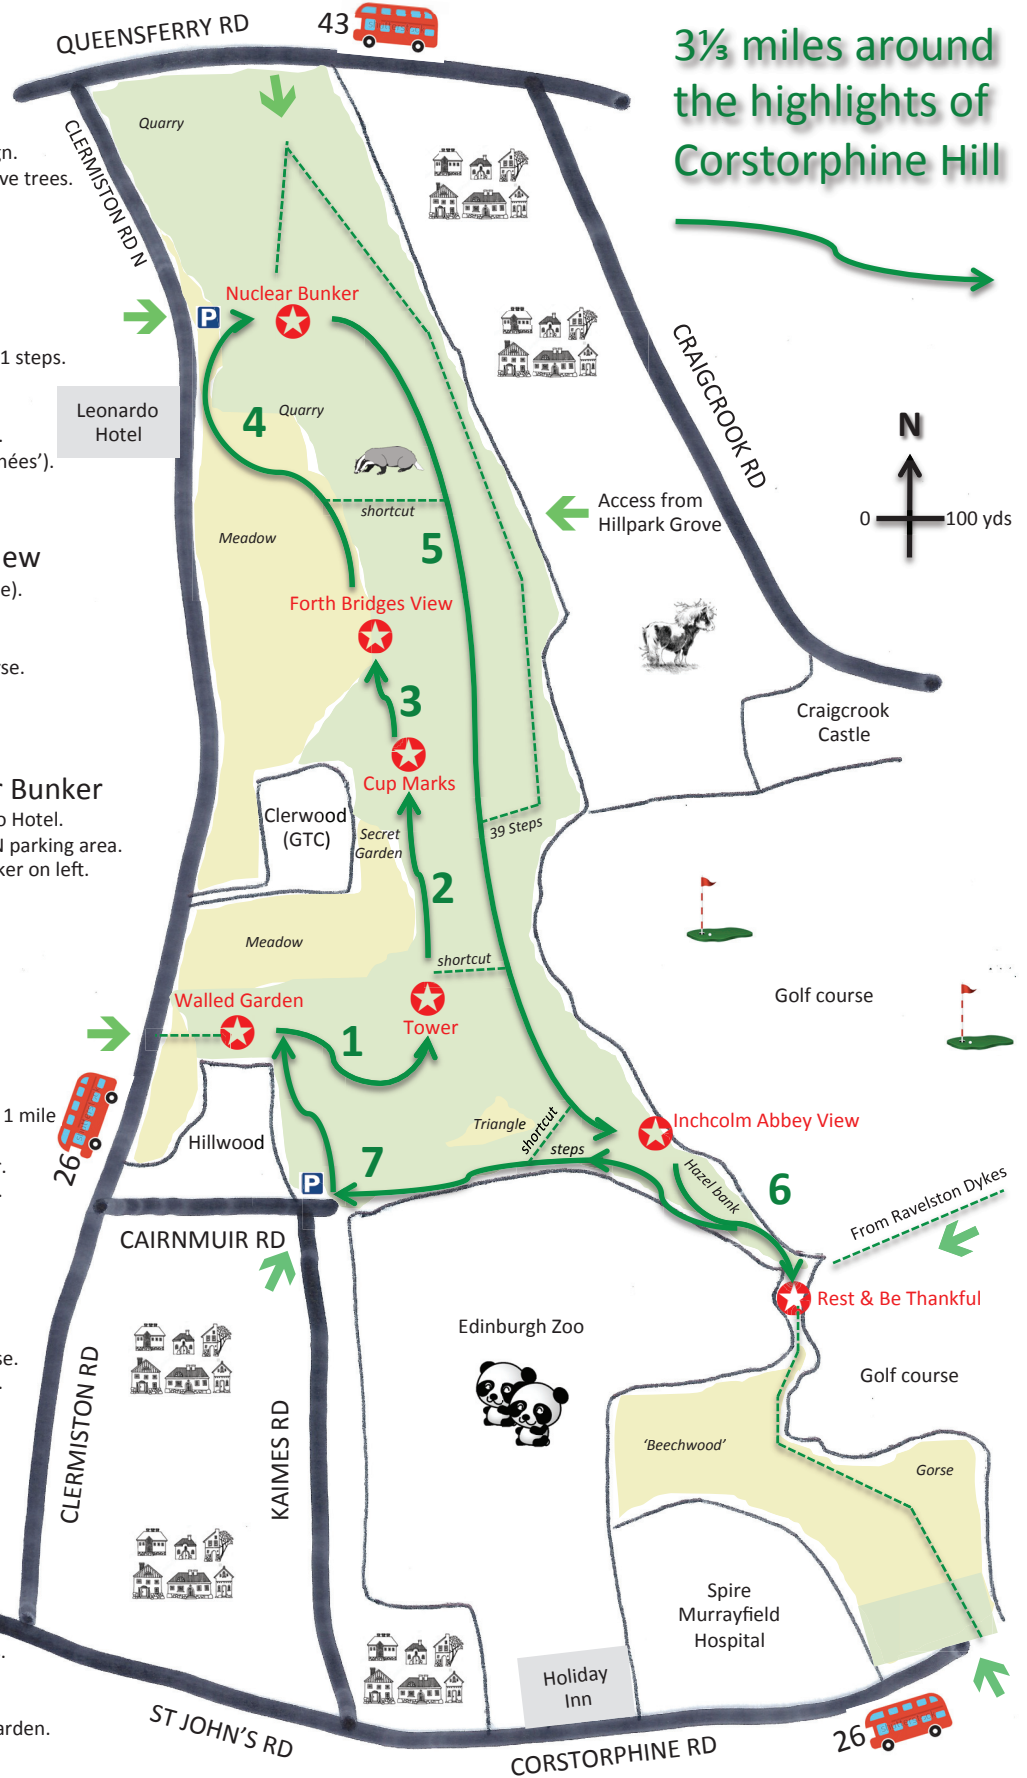 QUEENSFERRY RD
43
3⅓ miles around
the highlights of
Corstorphine Hill
Quarry
gn.
ve trees.
CLERMISTON RD N
Nuclear Bunker
P
1 steps.
Leonardo
Hotel
4
Quarry
.
nées').
CRAIGCROOK RD
N
0
100 yds
shortcut
Access from
Hillpark Grove
Meadow
5
ew
e).
Forth Bridges View
rse.
3
Craigcrook
Castle
Cup Marks
r Bunker
o Hotel.
N parking area.
ker on left.
Clerwood
(GTC)
Secret
Garden
39 Steps
2
Meadow
shortcut
Golf course
Walled Garden
Tower
1
1 mile
26
Hillwood
Triangle
shortcut
steps
Inchcolm Abbey View
r.
.
7
P
Hazel bank
6
From Ravelston Dykes
CAIRNMUIR RD
Rest & Be Thankful
Edinburgh Zoo
se.
.
Golf course
CLERMISTON RD
KAIMES RD
'Beechwood'
Gorse
Spire
Murrayfield
Hospital
.
Holiday
Inn
arden.
ST JOHN'S RD
CORSTORPHINE RD
26